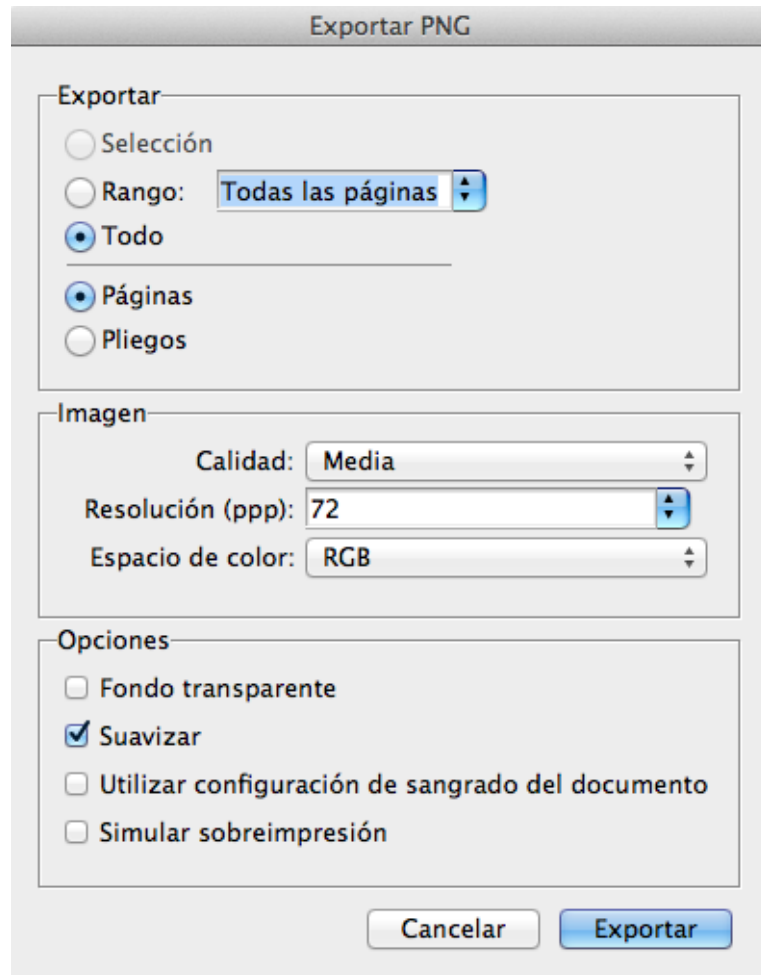 Exportar PNG
Exportar
Selección
Rango: Todas las páginas
Todo
Páginas
Pliegos
Imagen
Calidad: Media
Resolución (ppp): 72
Espacio de color: RGB
Opciones
Fondo transparente
Suavizar
Utilizar configuración de sangrado del documento
Simular sobreimpresión
Cancelar Exportar